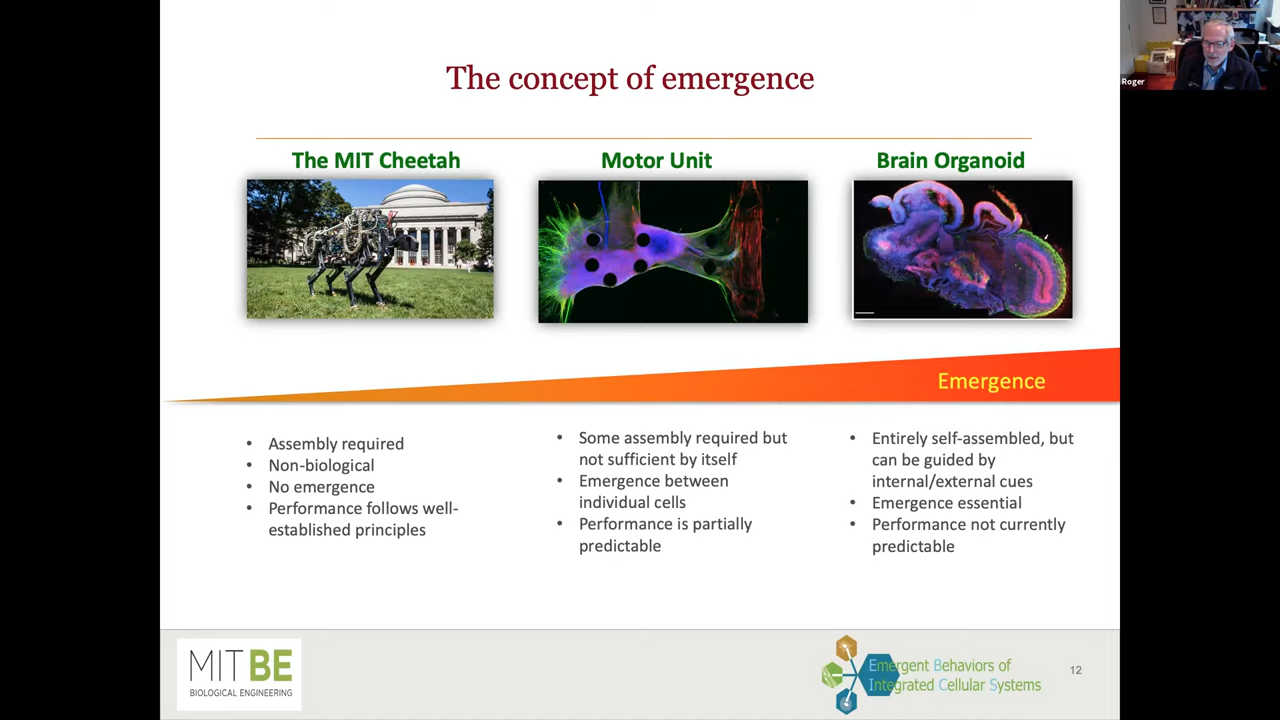 The concept of emergence
Roger
The MIT Cheetah
Motor Unit
Brain Organoid
Emergence
• Assembly required
• Non-biological
• No emergence
• Performance follows well-
established principles
• Some assembly required but
not sufficient by itself
• Emergence between
individual cells
• Performance is partially
predictable
• Entirely self-assembled, but
can be guided by
internal/external cues
• Emergence essential
• Performance not currently
predictable
MIT BE
BIOLOGICAL ENGINEERING
Emergent Behaviors of
Integrated Cellular Systems
12